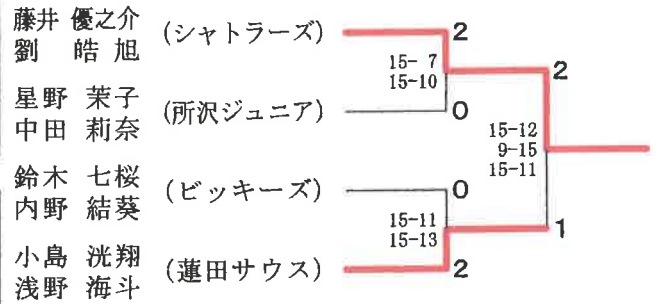 藤井 優之介
劉 皓旭
(シャトラーズ)
2
15- 7
15-10
星野 茉子
中田 莉奈
(所沢ジュニア)
0
2
15-12
9-15
15-11
鈴木 七桜
内野 結葵
(ビッキーズ)
0
15-11
15-13
1
小島 洸翔
浅野 海斗
(蓮田サウス)
2